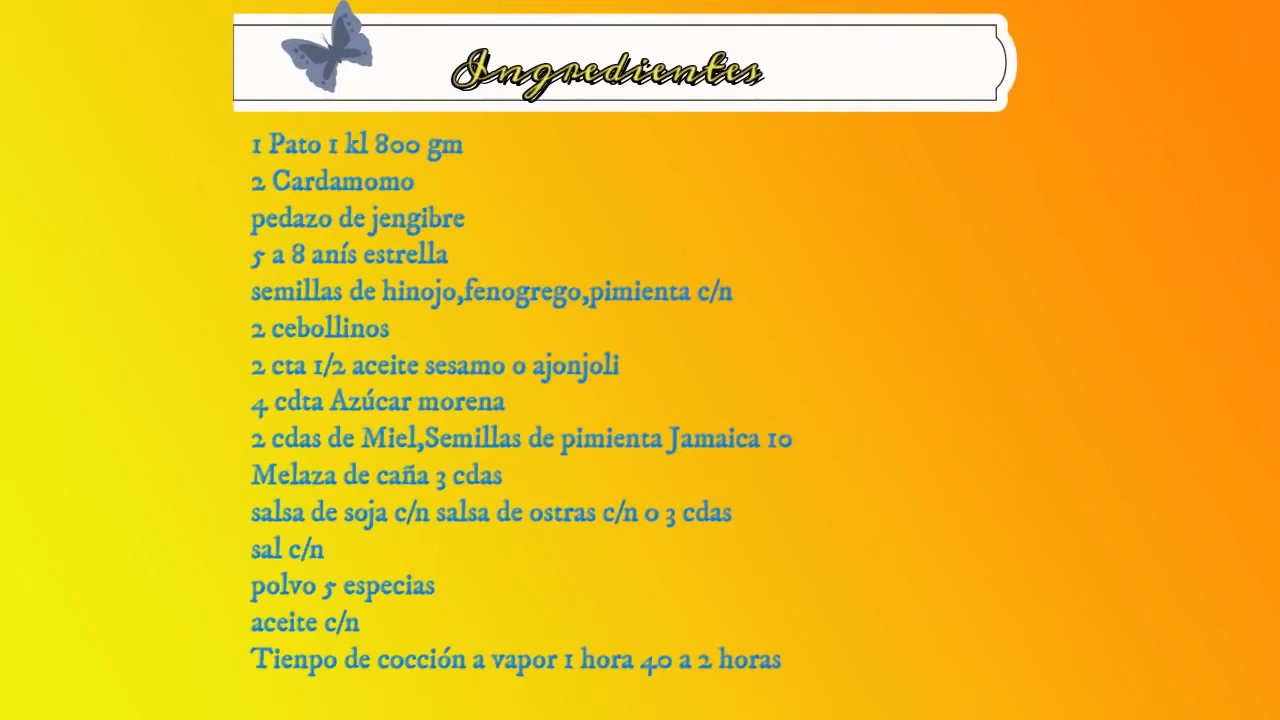 Ingredientes
1 Pato 1 kl 800 gm
2 Cardamomo
pedazo de jengibre
5 a 8 anís estrella
semillas de hinojo,fenogrego,pimienta c/n
2 cebollinos
2 cta 1/2 aceite sesamo o ajonjoli
4 cdta Azúcar morena
2 cdas de Miel,Semillas de pimienta Jamaica 10
Melaza de caña 3 cdas
salsa de soja c/n salsa de ostras c/n o 3 cdas
sal c/n
polvo 5 especias
aceite c/n
Tienpo de cocción a vapor 1 hora 40 a 2 horas